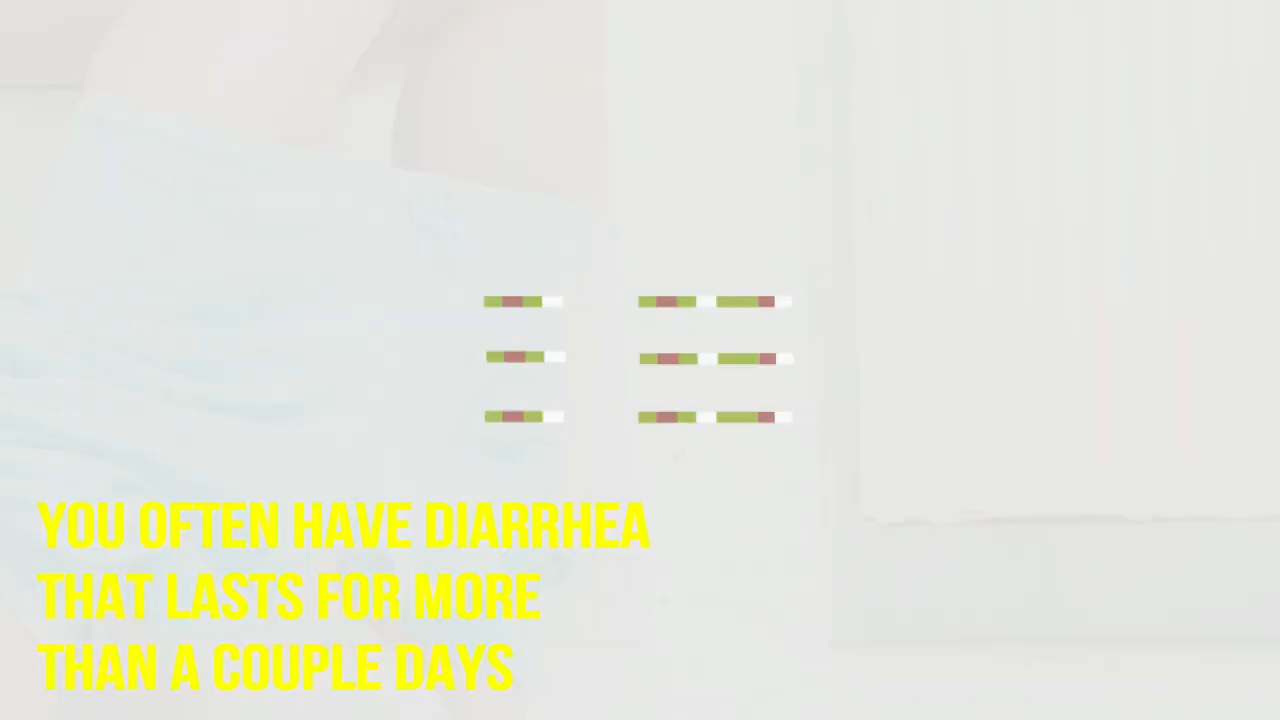 YOU OFTEN HAVE DIARRHEA
THAT LASTS FOR MORE
THAN A COUPLE DAYS